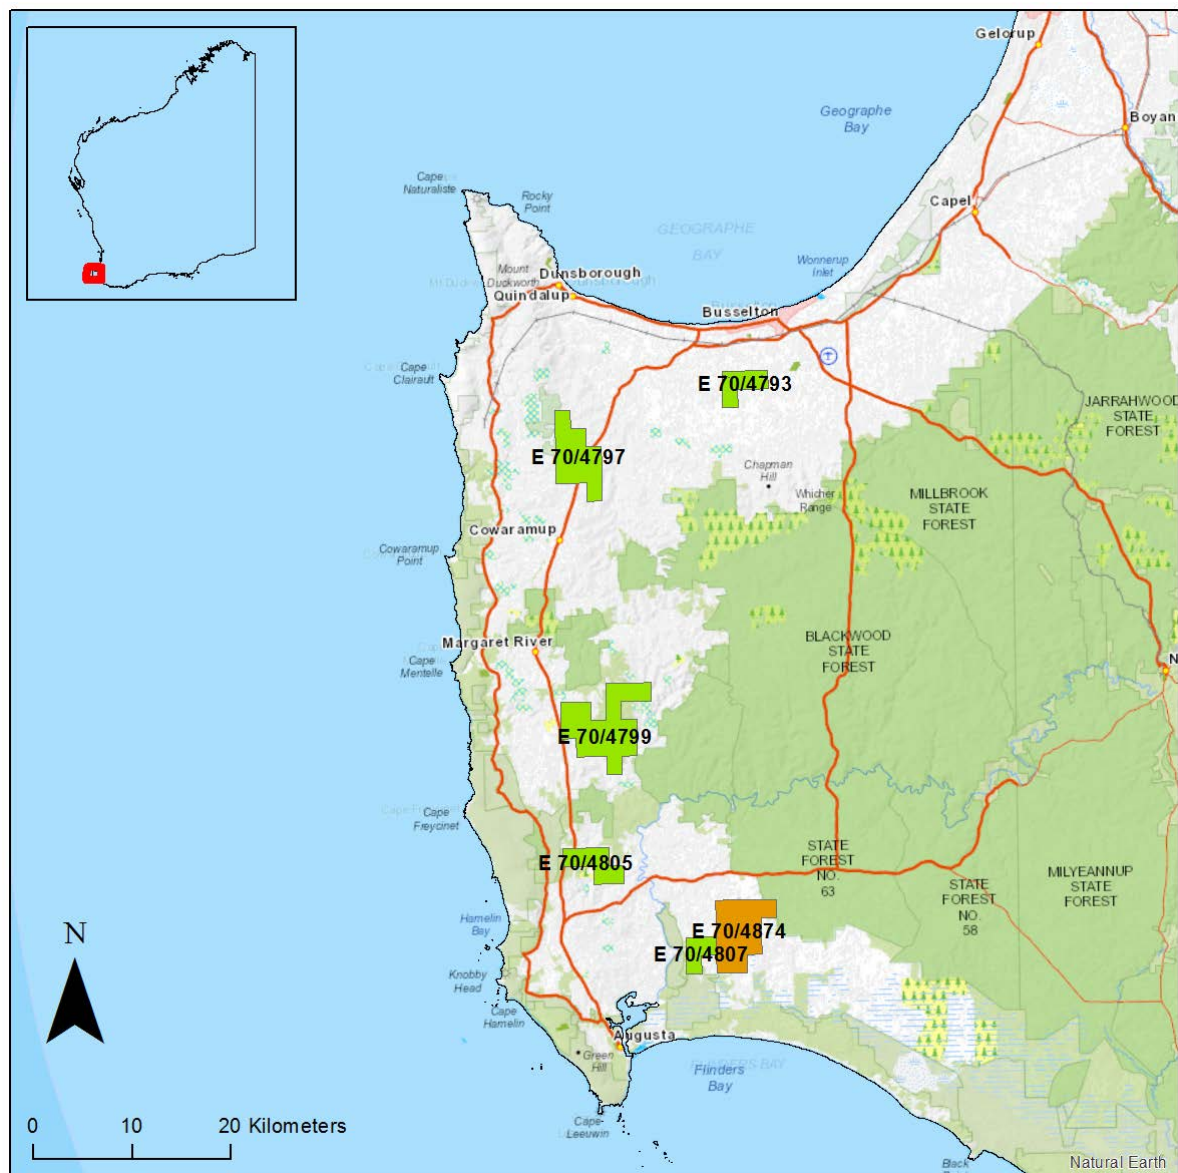 Gelorup
Geographe
Bay
Boyan
Cape
Naturaliste
Rocky
Point
Capel
GEOGRAPHE
BAY
Wonnerup
Inlet
Mount
Duckworth
Dunsborough
Quindalup
Busselton
Cape
Clairault
E 70/4793
JARRAHWOOD
STATE
FOREST
E 70/4797
Chapman
Hill
Whicher
Range
MILLBROOK
STATE
FOREST
Cowaramup
Cowaramup
Point
BLACKWOOD
STATE
FOREST
Margaret River
Cape
Mentelle
N
E 70/4799
Cape
Freycinet
STATE
FOREST
NO.
63
E 70/4805
STATE
FOREST
NO.
58
MILYEANNUP
STATE
FOREST
Hamelin
Bay
E 70/4874
E 70/4807
N
Knobby
Head
Cape
Hamelin
Augusta
Green
Hill
FLINDERS BAY
Flinders
Bay
Cape
Leeuwin
0 10 20 Kilometers
Black
Natural Earth